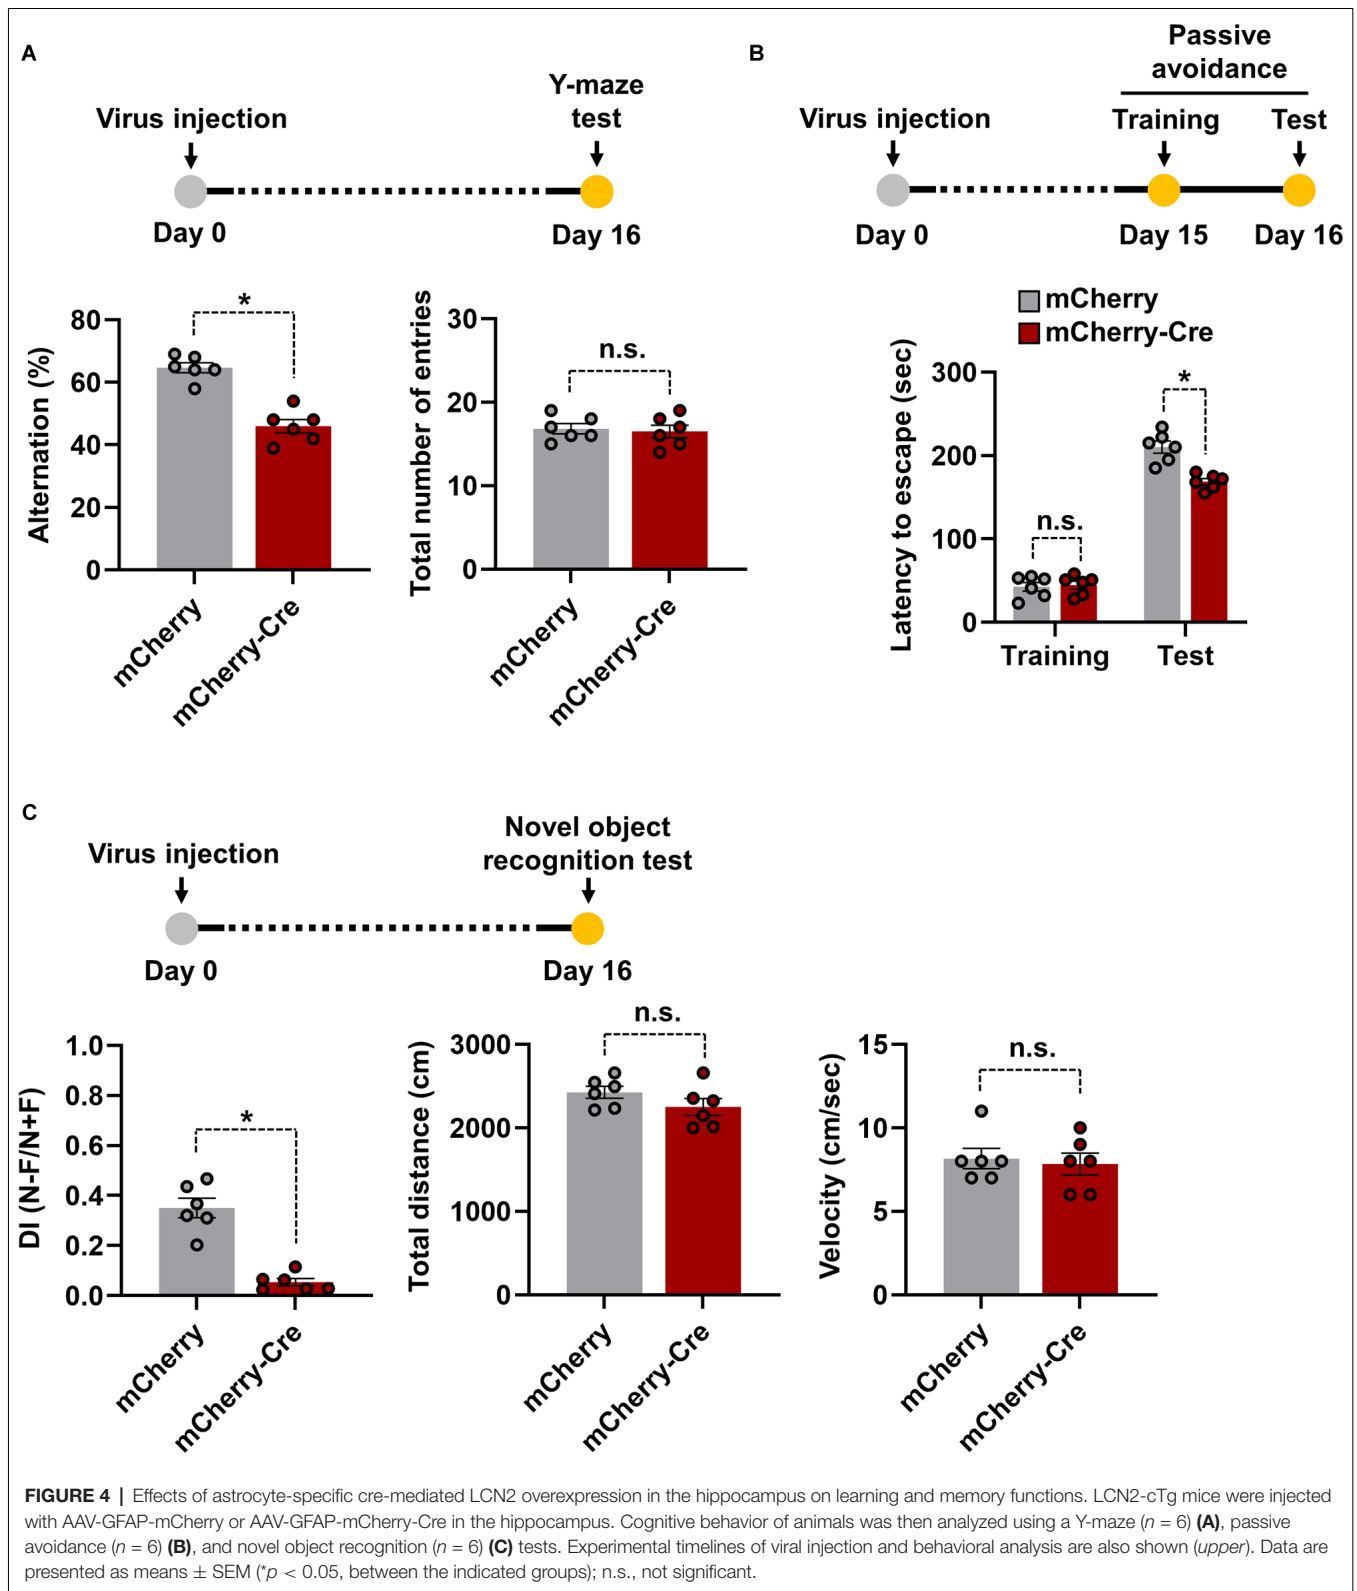 A
Virus injection
Y-maze
test
Day 0
Day 16
Alternation (%)
80
60
40
20
0
*
mCherry
mCherry-Cre
Total number of entries
30
20
10
0
n.s.
mCherry
mCherry-Cre
B
Passive
avoidance
Virus injection
Training
Test
Day 0
Day 15
Day 16
mCherry
mCherry-Cre
Latency to escape (sec)
300
200
100
0
n.s.
*
Training
Test
C
Virus injection
Novel object
recognition test
Day 0
Day 16
DI (N-F/N+F)
1.0
0.8
0.6
0.4
0.2
0.0
*
mCherry
mCherry-Cre
Total distance (cm)
3000
2000
1000
0
n.s.
mCherry
mCherry-Cre
Velocity (cm/sec)
15
10
5
0
n.s.
mCherry
mCherry-Cre
FIGURE 4 | Effects of astrocyte-specific cre-mediated LCN2 overexpression in the hippocampus on learning and memory functions. LCN2-cTg mice were injected
with AAV-GFAP-mCherry or AAV-GFAP-mCherry-Cre in the hippocampus. Cognitive behavior of animals was then analyzed using a Y-maze (n = 6) (A), passive
avoidance (n = 6) (B), and novel object recognition (n = 6) (C) tests. Experimental timelines of viral injection and behavioral analysis are also shown (upper). Data are
presented as means ± SEM (*p < 0.05, between the indicated groups); n.s., not significant.